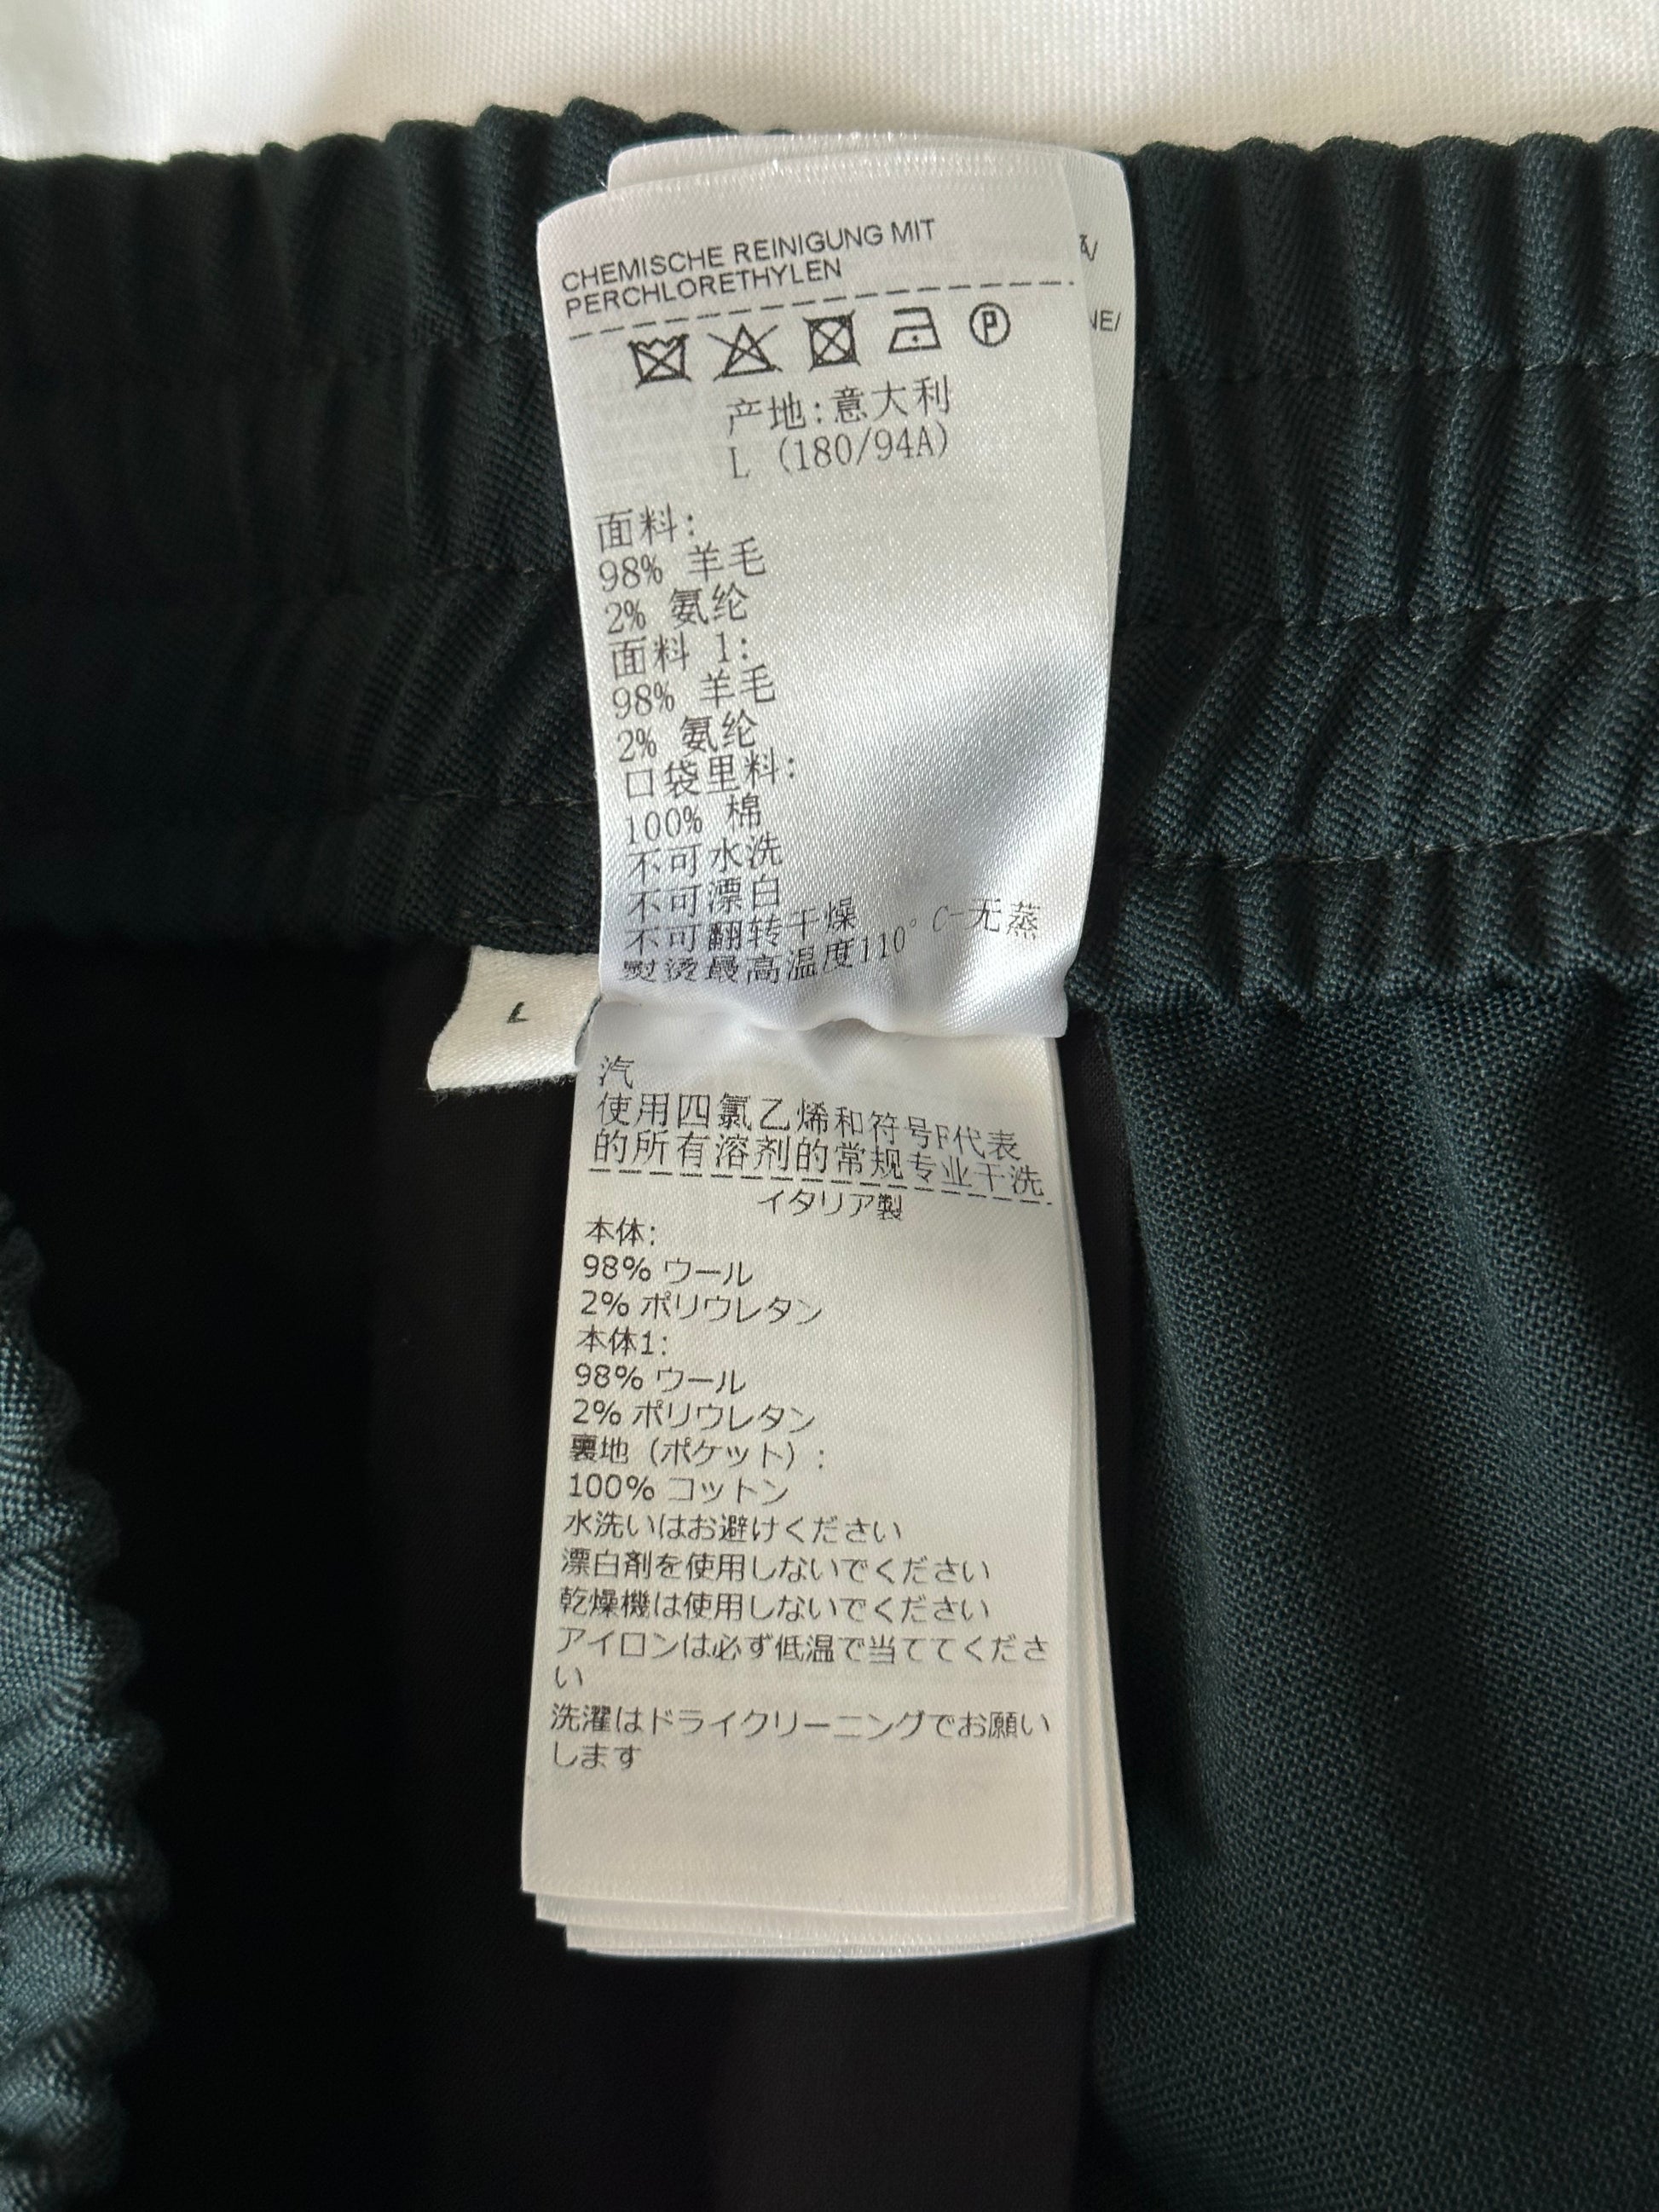 CHEMISCHE REINIGUNG MIT
PERCHLORETHYLEN
P
产地:意大利
L (180/94A)
面料:
98% 羊毛
2% 氨纶
面料 1:
98% 羊毛
2% 氨纶
口袋里料:
100% 棉
不可水洗
不可漂白
不可翻转干燥
熨烫最高温度110°C-无蒸
汽
使用四氯乙烯和符号F代表
的所有溶剂的常规专业干洗
イタリア製
本体:
98% ウール
2% ポリウレタン
本体1:
98% ウール
2% ポリウレタン
裏地（ポケット）:
100% コットン
水洗いはお避けください
漂白剤を使用しないでください
乾燥機は使用しないでください
アイロンは必ず低温で当ててくださ
い
洗濯はドライクリーニングでお願い
します
L
NE/